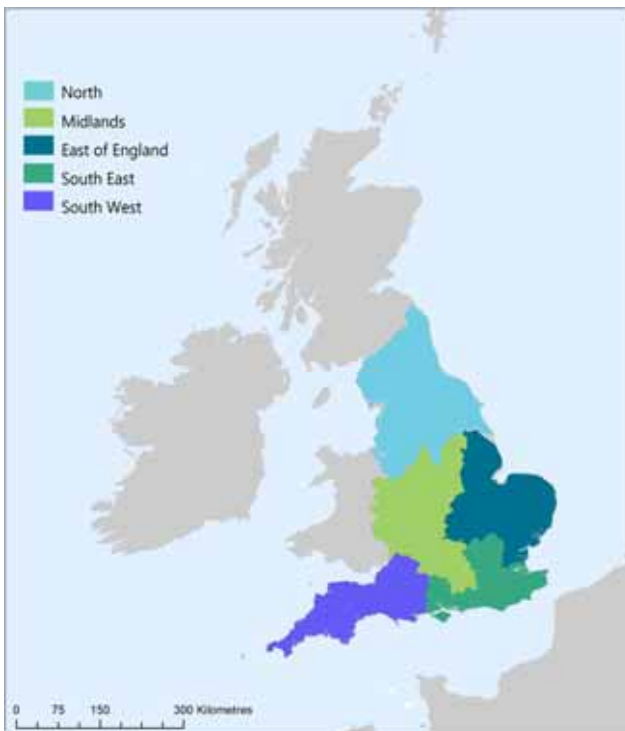 North
Midlands
East of England
South East
South West
0 75 150 300 Kilometres